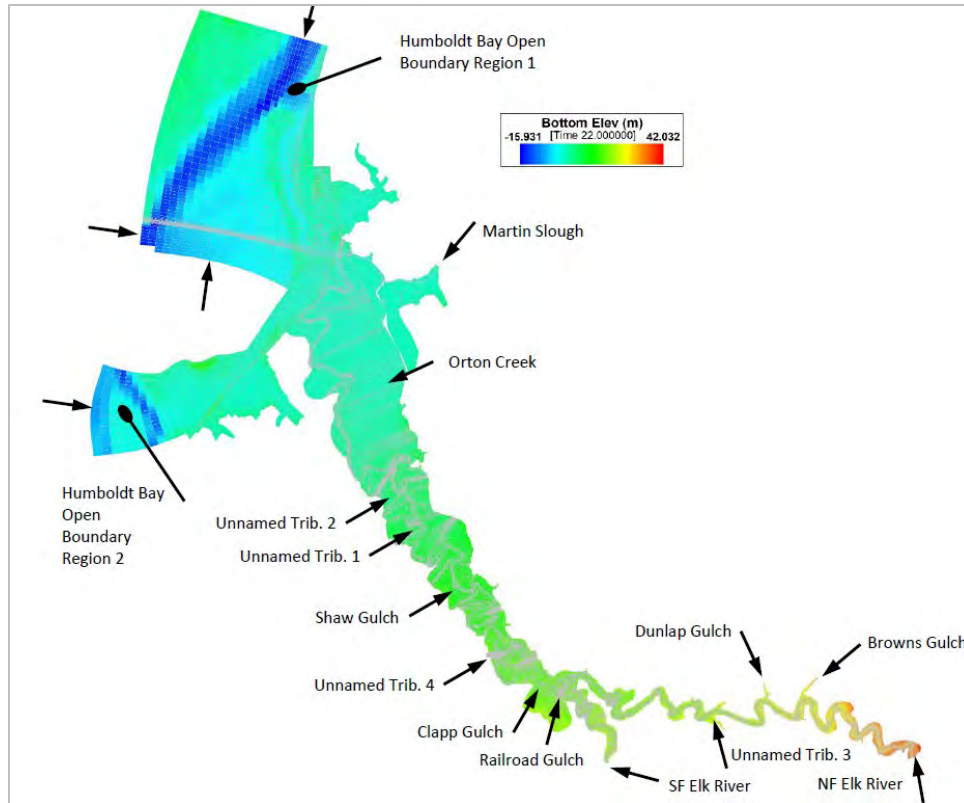 Humboldt Bay Open
Boundary Region 1
Bottom Elev (m)
-15.931 [Time 22.000000] 42.032
Martin Slough
Orton Creek
Humboldt Bay
Open
Boundary
Region 2
Unnamed Trib. 2
Unnamed Trib. 1
Shaw Gulch
Dunlap Gulch
Browns Gulch
Unnamed Trib. 4
Clapp Gulch
Railroad Gulch
Unnamed Trib. 3
SF Elk River
NF Elk River